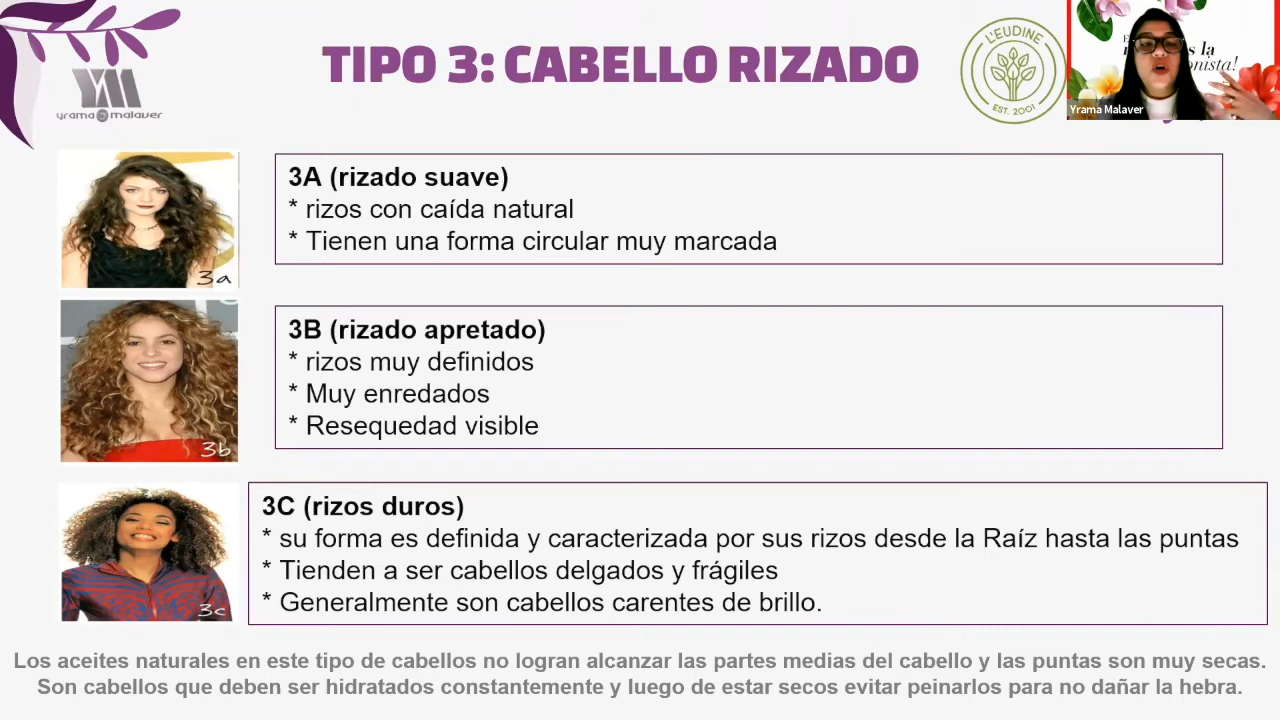 TIPO 3: CABELLO RIZADO
YM
yrama malaver
L'EUDINE
EST. 2001
s la
onista!
Yrama Malaver
3A (rizado suave)
* rizos con caída natural
* Tienen una forma circular muy marcada
3a
3B (rizado apretado)
* rizos muy definidos
* Muy enredados
* Resequedad visible
3b
3C (rizos duros)
* su forma es definida y caracterizada por sus rizos desde la Raíz hasta las puntas
* Tienden a ser cabellos delgados y frágiles
* Generalmente son cabellos carentes de brillo.
3c
Los aceites naturales en este tipo de cabellos no logran alcanzar las partes medias del cabello y las puntas son muy secas.
Son cabellos que deben ser hidratados constantemente y luego de estar secos evitar peinarlos para no dañar la hebra.